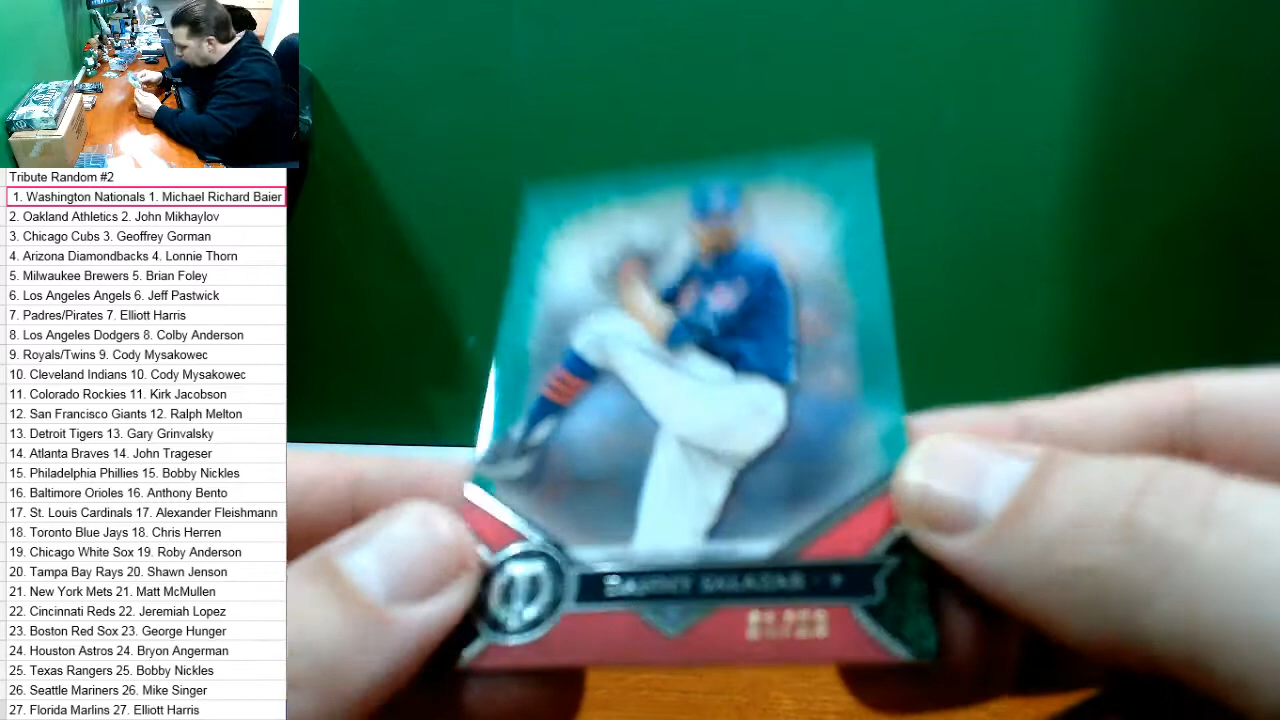 Tribute Random #2
1. Washington Nationals 1. Michael Richard Baier
2. Oakland Athletics 2. John Mikhaylov
3. Chicago Cubs 3. Geoffrey Gorman
4. Arizona Diamondbacks 4. Lonnie Thorn
5. Milwaukee Brewers 5. Brian Foley
6. Los Angeles Angels 6. Jeff Pastwick
7. Padres/Pirates 7. Elliott Harris
8. Los Angeles Dodgers 8. Colby Anderson
9. Royals/Twins 9. Cody Mysakowec
10. Cleveland Indians 10. Cody Mysakowec
11. Colorado Rockies 11. Kirk Jacobson
12. San Francisco Giants 12. Ralph Melton
13. Detroit Tigers 13. Gary Grinvalsky
14. Atlanta Braves 14. John Trageser
15. Philadelphia Phillies 15. Bobby Nickles
16. Baltimore Orioles 16. Anthony Bento
17. St. Louis Cardinals 17. Alexander Fleishmann
18. Toronto Blue Jays 18. Chris Herren
19. Chicago White Sox 19. Roby Anderson
20. Tampa Bay Rays 20. Shawn Jenson
21. New York Mets 21. Matt McMullen
22. Cincinnati Reds 22. Jeremiah Lopez
23. Boston Red Sox 23. George Hunger
24. Houston Astros 24. Bryon Angerman
25. Texas Rangers 25. Bobby Nickles
26. Seattle Mariners 26. Mike Singer
27. Florida Marlins 27. Elliott Harris
DANNY SALAZAR